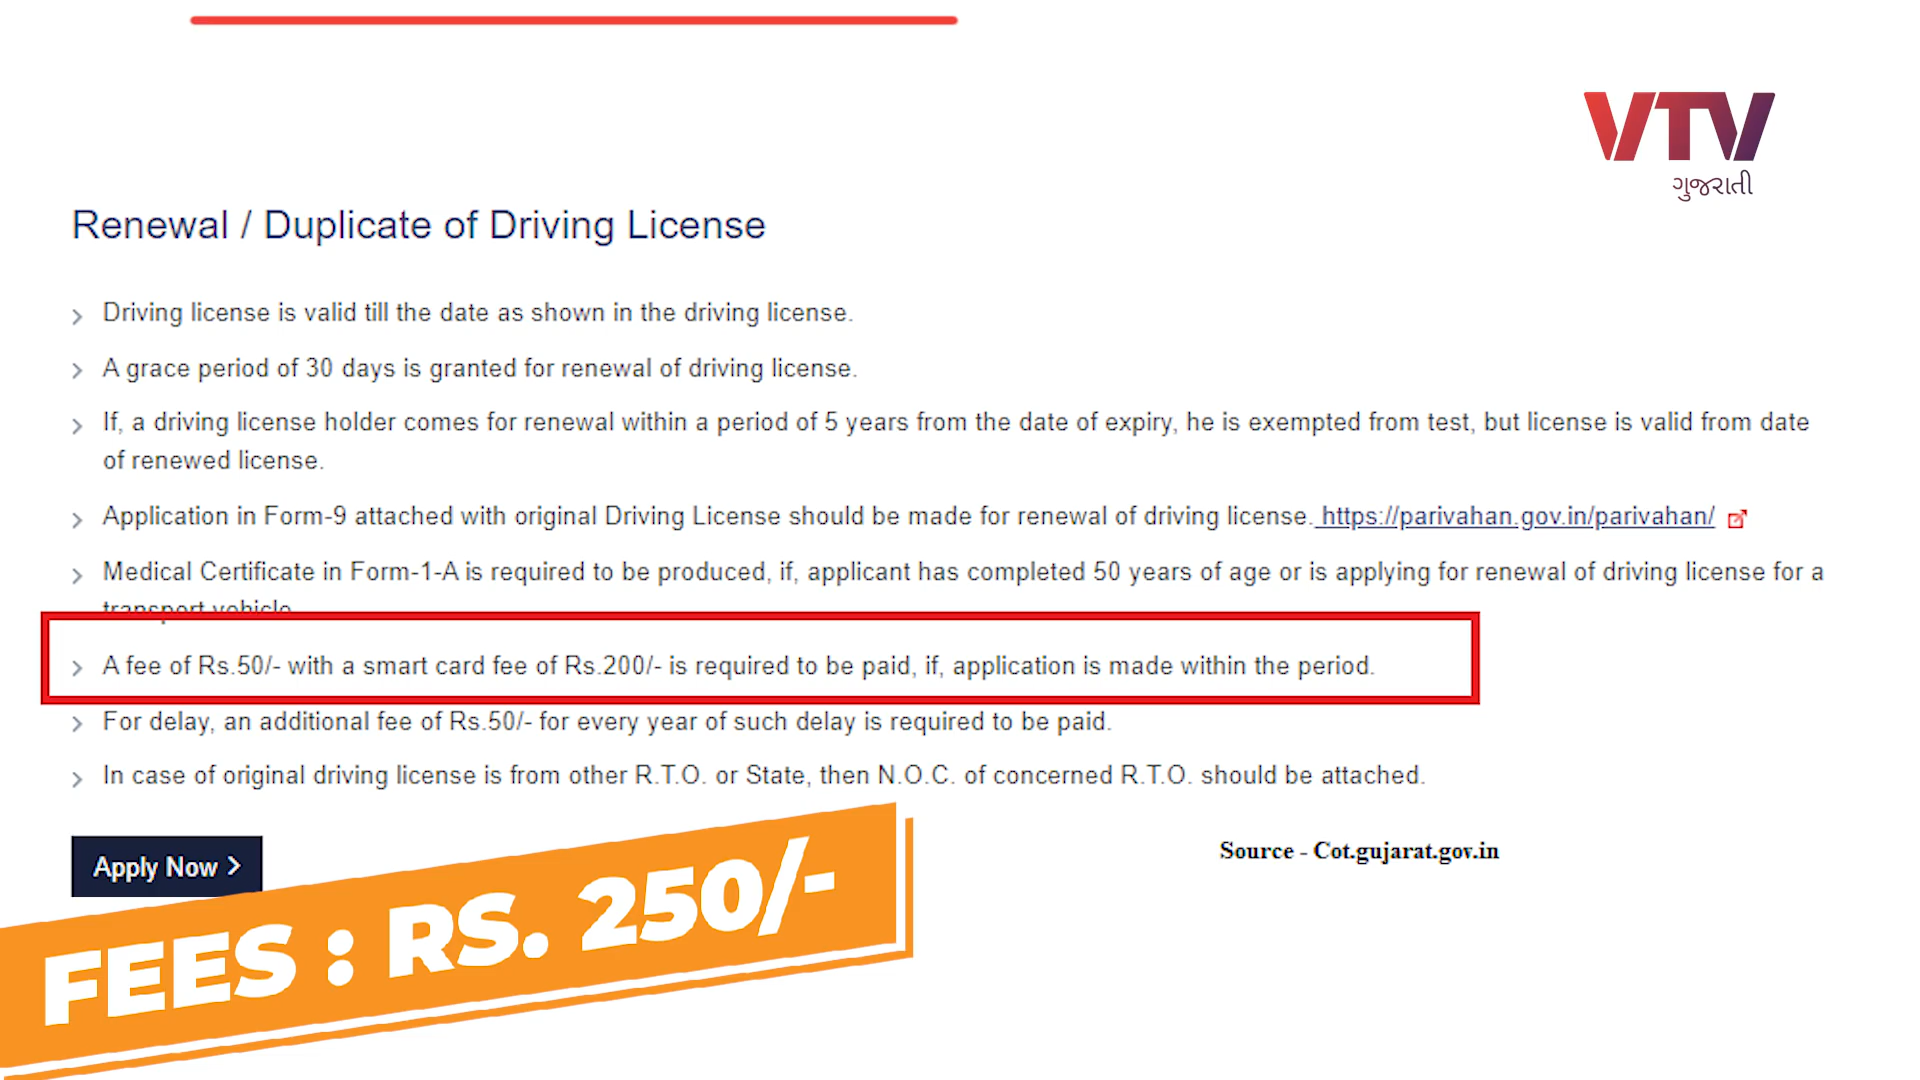 VTV
ગુજરાતી
Renewal / Duplicate of Driving License
Driving license is valid till the date as shown in the driving license.
A grace period of 30 days is granted for renewal of driving license.
If, a driving license holder comes for renewal within a period of 5 years from the date of expiry, he is exempted from test, but license is valid from date
of renewed license.
Application in Form-9 attached with original Driving License should be made for renewal of driving license. https://parivahan.gov.in/parivahan/
Medical Certificate in Form-1-A is required to be produced, if, applicant has completed 50 years of age or is applying for renewal of driving license for a
transport vehicle
A fee of Rs.50/- with a smart card fee of Rs.200/- is required to be paid, if, application is made within the period.
For delay, an additional fee of Rs.50/- for every year of such delay is required to be paid.
In case of original driving license is from other R.T.O. or State, then N.O.C. of concerned R.T.O. should be attached.
Apply Now
Source - Cot.gujarat.gov.in
FEES : RS. 250/-